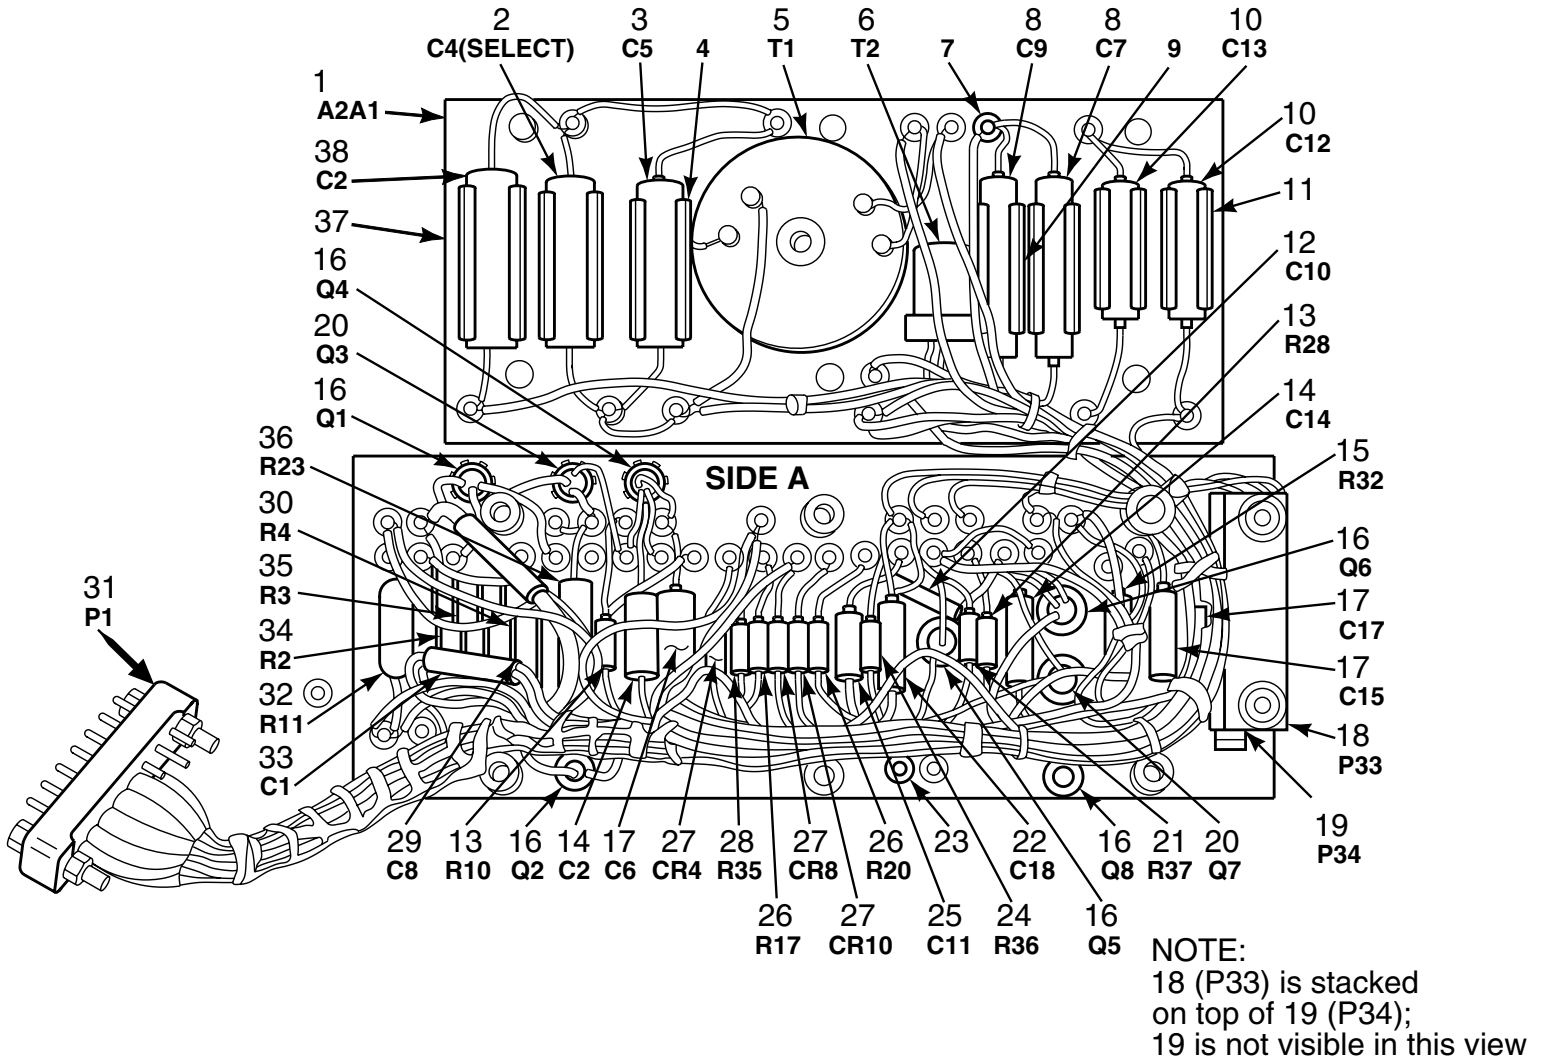 2
C4(SELECT)
3
C5
4
5
T1
6
T2
7
8
C9
8
C7
9
10
C13
1
A2A1
38
C2
37
16
Q4
20
Q3
16
Q1
10
C12
11
12
C10
13
R28
14
C14
SIDE A
36
R23
30
R4
35
R3
34
R2
32
R11
33
C1
31
P1
15
R32
16
Q6
17
C17
17
C15
18
P33
19
P34
29
C8
13
R10
16
Q2
14
C2
17
C6
27
CR4
28
R35
27
CR8
26
R20
23
22
C18
16
Q8
21
R37
20
Q7
26
R17
27
CR10
25
C11
24
R36
16
Q5
NOTE:
18 (P33) is stacked
on top of 19 (P34);
19 is not visible in this view